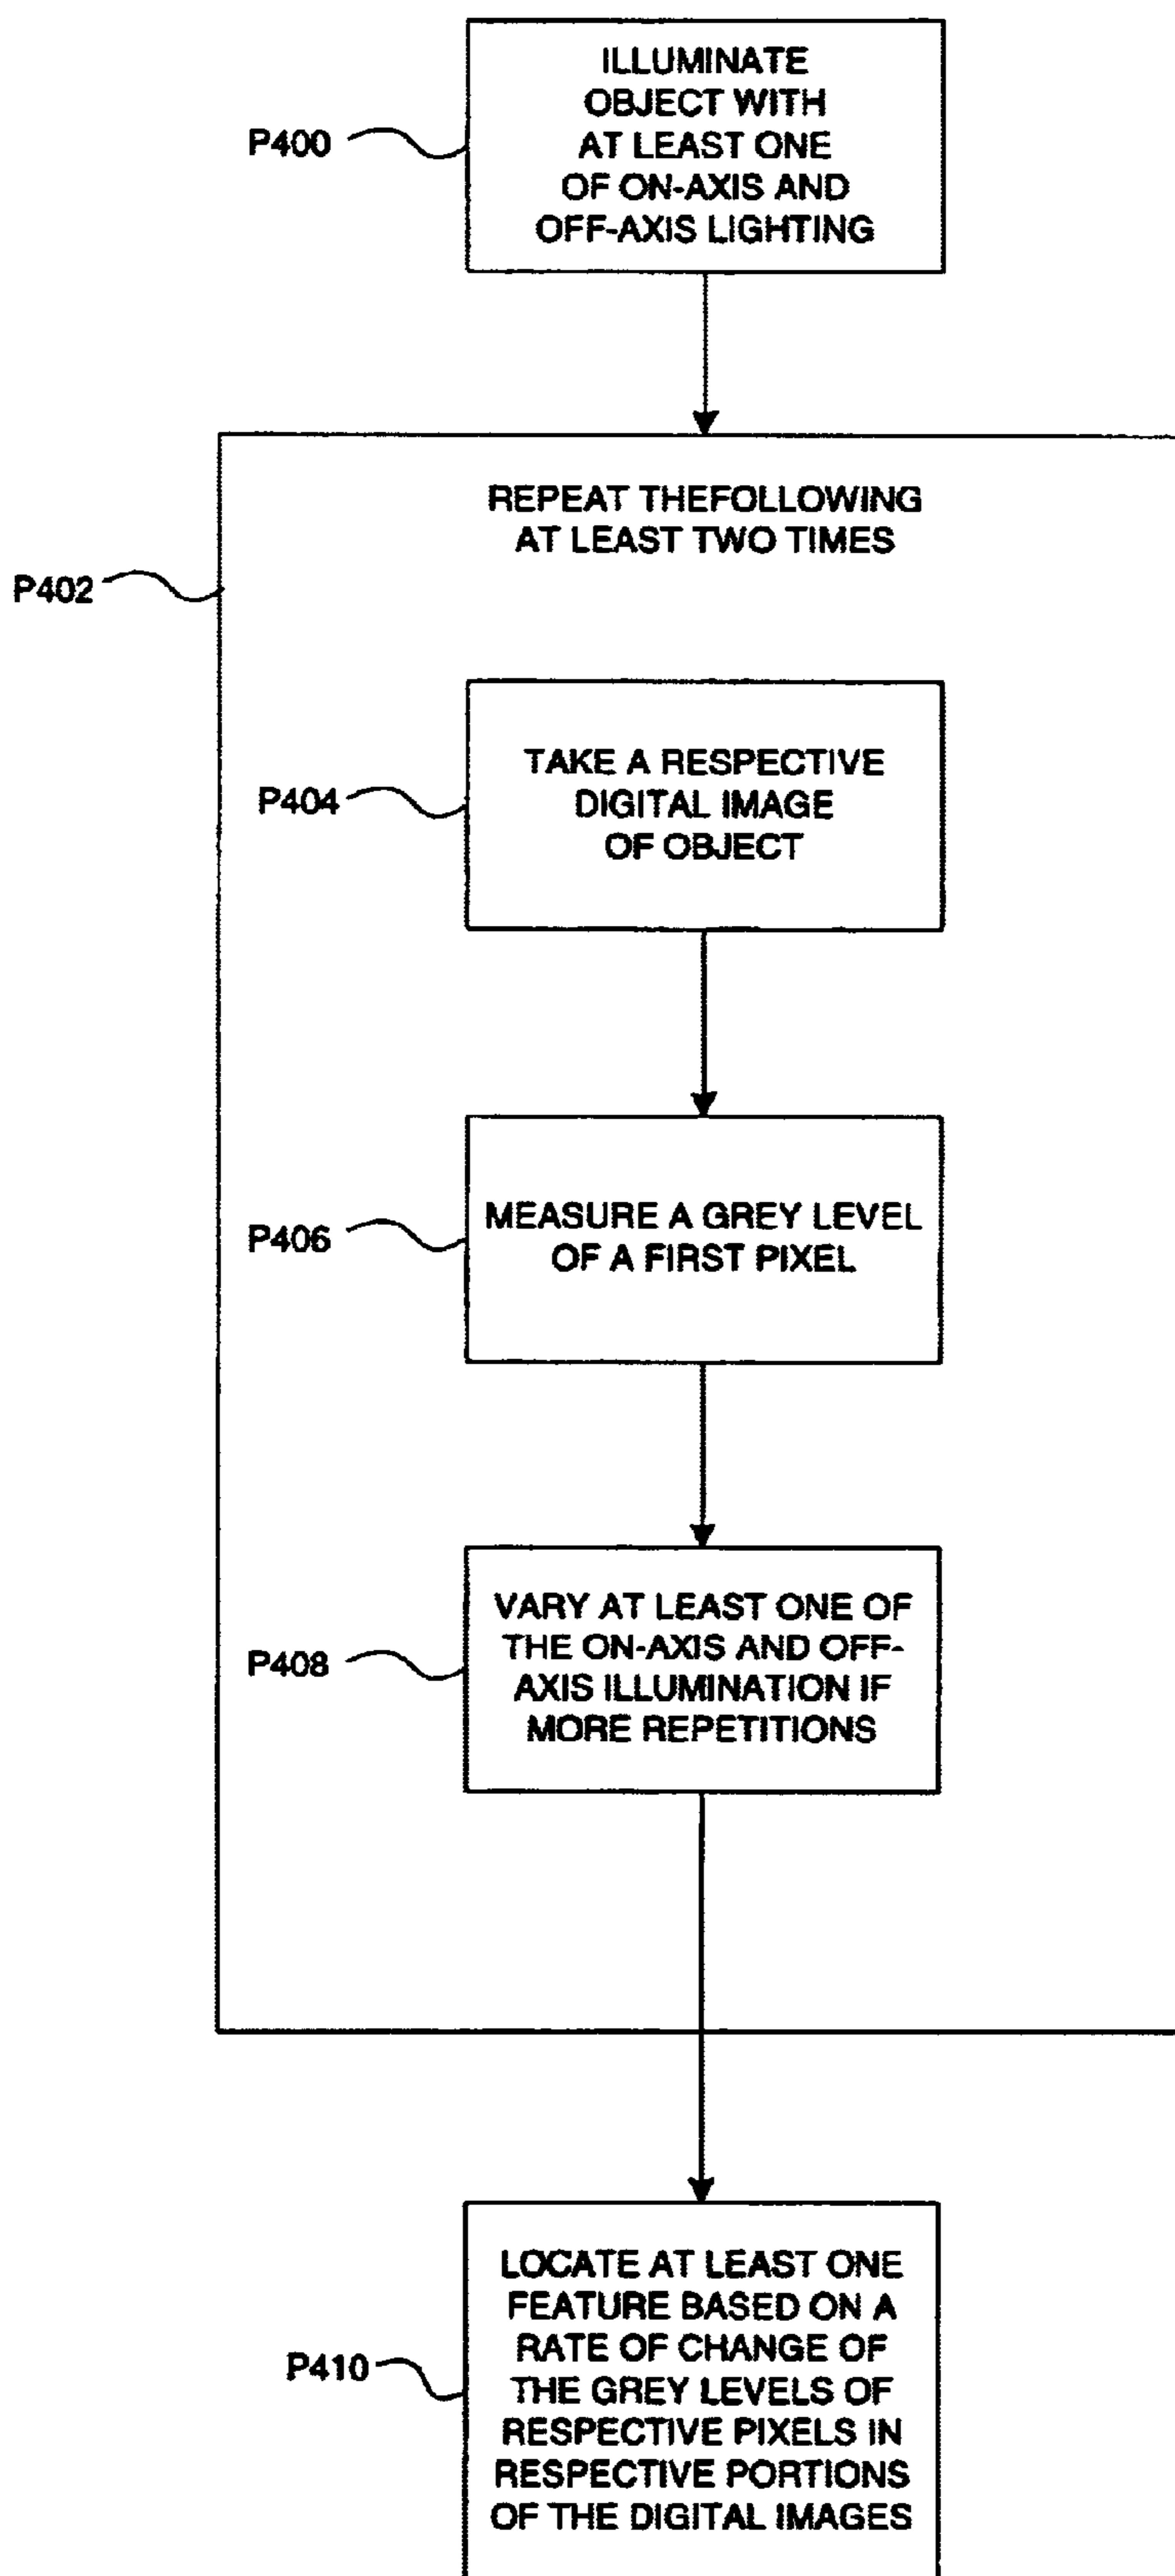 ILLUMINATE
OBJECT WITH
AT LEAST ONE
OF ON-AXIS AND
OFF-AXIS LIGHTING
P400
REPEAT THEFOLLOWING
AT LEAST TWO TIMES
P402
TAKE A RESPECTIVE
DIGITAL IMAGE
OF OBJECT
P404
MEASURE A GREY LEVEL
OF A FIRST PIXEL
P406
VARY AT LEAST ONE OF
THE ON-AXIS AND OFF-
AXIS ILLUMINATION IF
MORE REPETITIONS
P408
LOCATE AT LEAST ONE
FEATURE BASED ON A
RATE OF CHANGE OF
THE GREY LEVELS OF
RESPECTIVE PIXELS IN
RESPECTIVE PORTIONS
OF THE DIGITAL IMAGES
P410